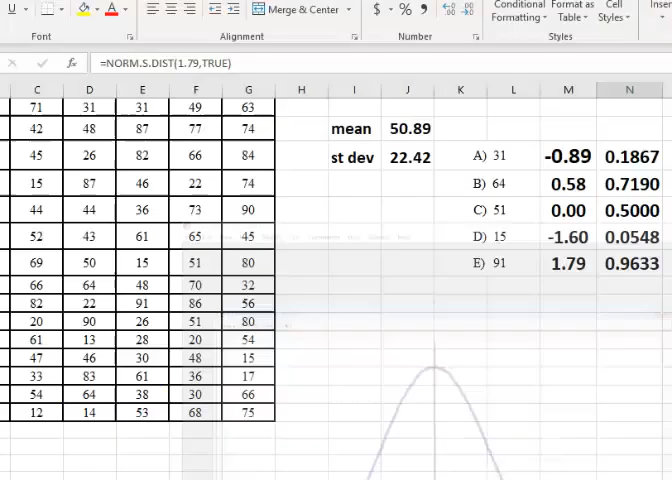 Merge & Center $ % , Conditional Format as Cell Inser
Formatting Table Styles
Font Alignment Number Styles
fx =NORM.S.DIST(1.79,TRUE)
C D E F G H I J K L M N
71 31 31 49 63
42 48 87 77 74 mean 50.89
45 26 82 66 84 st dev 22.42 A) 31 -0.89 0.1867
15 87 46 22 74 B) 64 0.58 0.7190
44 44 36 73 90 C) 51 0.00 0.5000
52 43 61 65 45 D) 15 -1.60 0.0548
69 50 15 51 80 E) 91 1.79 0.9633
66 64 48 70 32
82 22 91 86 56
20 90 26 51 80
61 13 28 20 54
47 46 30 48 15
33 83 61 36 17
54 64 38 30 66
12 14 53 68 75